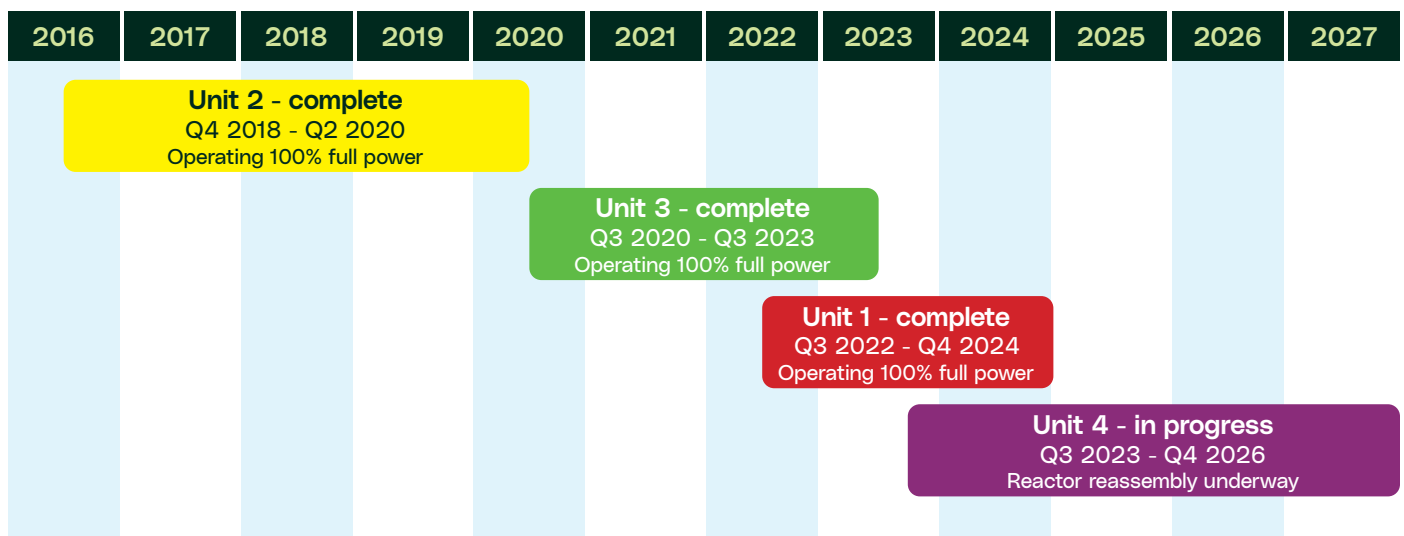 2016 2017 2018 2019 2020 2021 2022 2023 2024 2025 2026 2027
Unit 2 - complete
Q4 2018 - Q2 2020
Operating 100% full power
Unit 3 - complete
Q3 2020 - Q3 2023
Operating 100% full power
Unit 1 - complete
Q3 2022 - Q4 2024
Operating 100% full power
Unit 4 - in progress
Q3 2023 - Q4 2026
Reactor reassembly underway